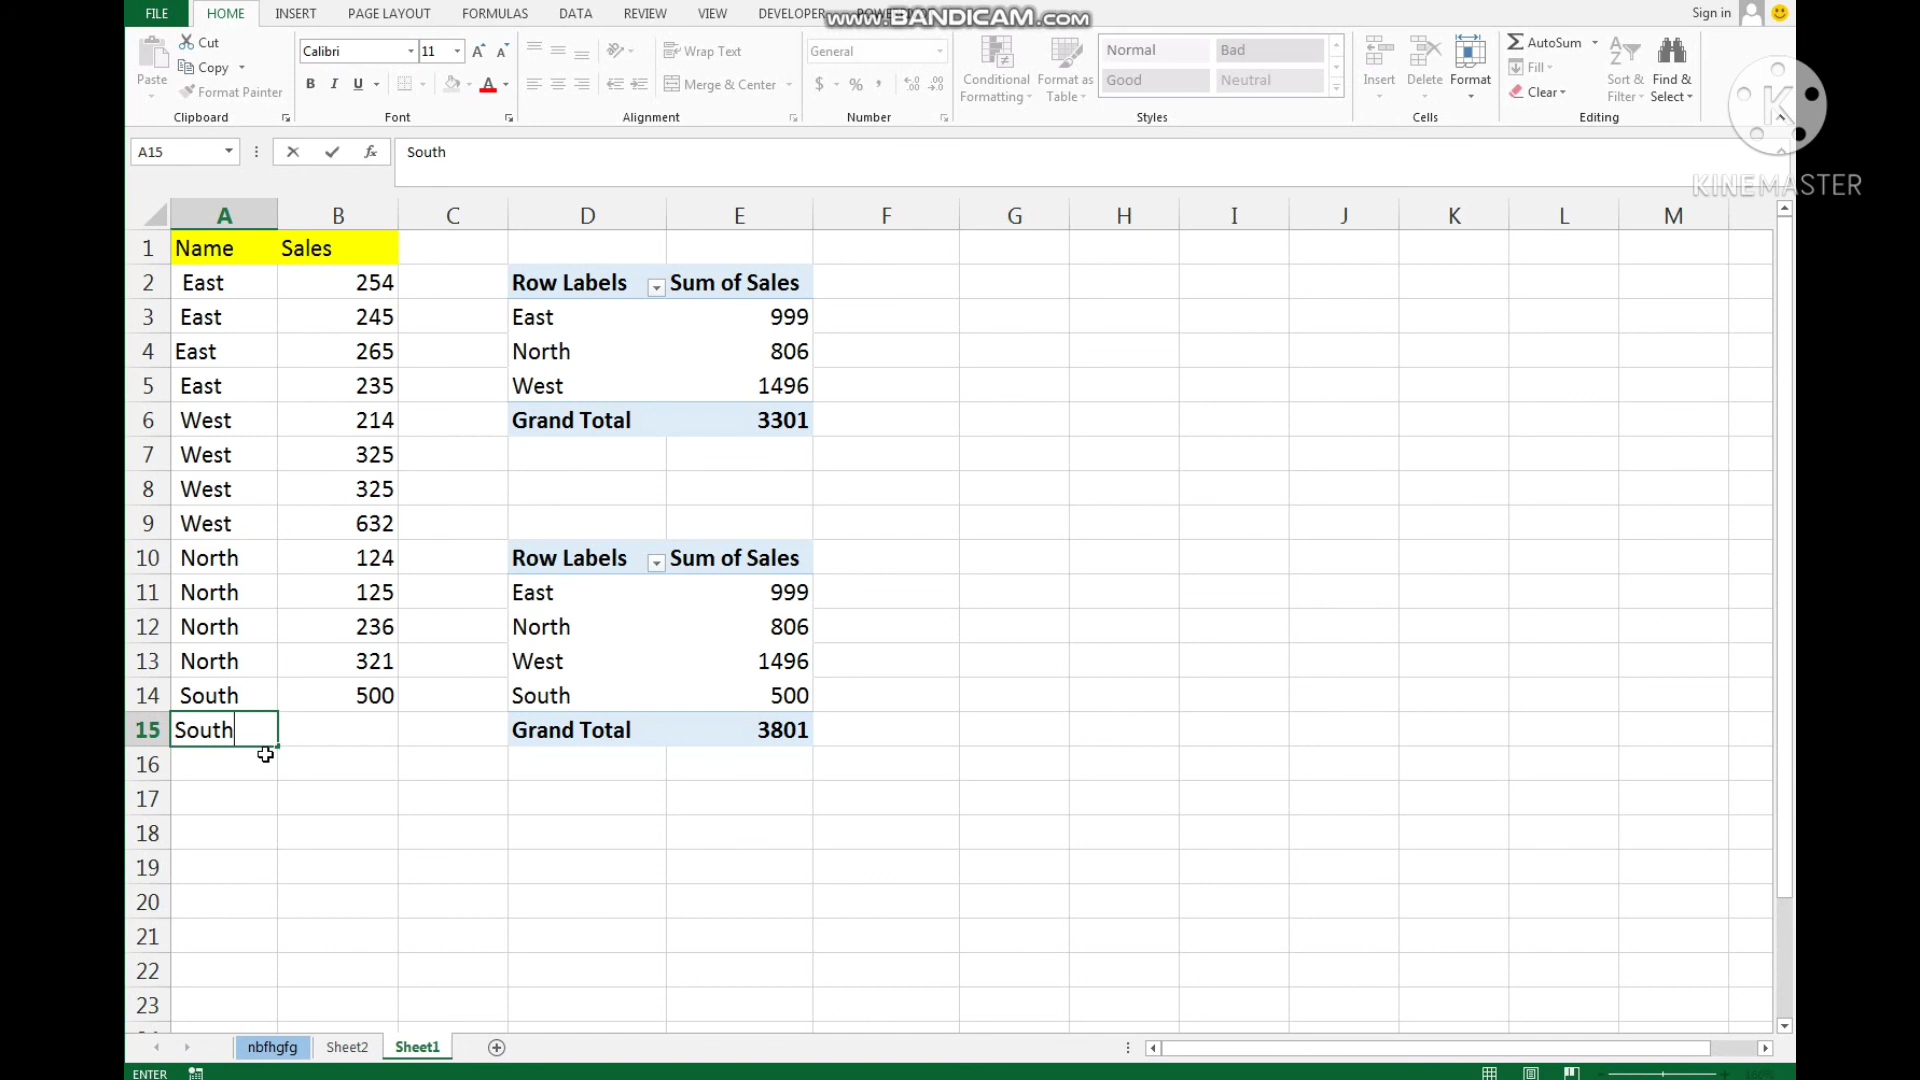 FILE HOME INSERT PAGE LAYOUT FORMULAS DATA REVIEW VIEW DEVELOPER
www.BANDICAM.com
Sign in
Paste
Cut
Copy
Format Painter
Clipboard
Calibri 11
B I U
Font
Wrap Text
Merge & Center
Alignment
General
$ % ,
Number
Conditional Formatting
Format as Table
Normal Bad
Good Neutral
Styles
Insert Delete Format
Cells
AutoSum
Fill
Clear
Sort & Filter
Find & Select
Editing
K
KINEMASTER
A15 fx South
A B C D E F G H I J K L M
1 Name Sales
2 East 254 Row Labels Sum of Sales
3 East 245 East 999
4 East 265 North 806
5 East 235 West 1496
6 West 214 Grand Total 3301
7 West 325
8 West 325
9 West 632
10 North 124 Row Labels Sum of Sales
11 North 125 East 999
12 North 236 North 806
13 North 321 West 1496
14 South 500 South 500
15 South Grand Total 3801
16
17
18
19
20
21
22
23
nbfhgfg Sheet2 Sheet1
ENTER